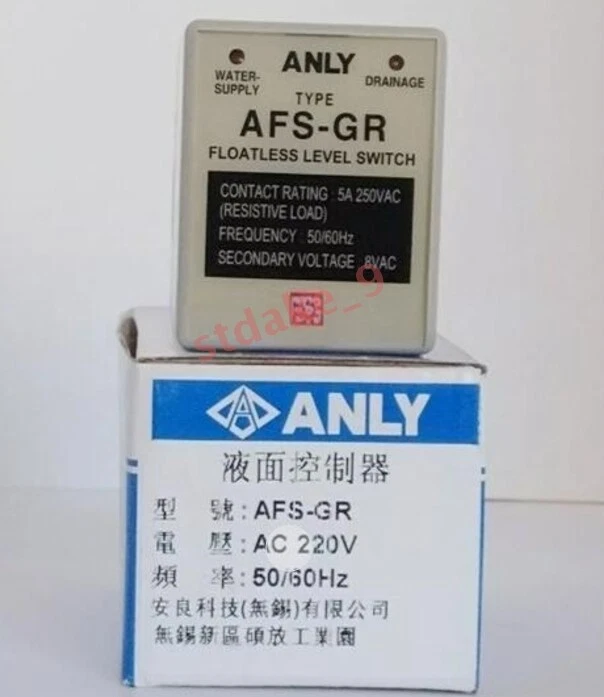 ANLY
WATER-
SUPPLY
DRAINAGE
TYPE
AFS-GR
FLOATLESS LEVEL SWITCH
CONTACT RATING : 5A 250VAC
(RESISTIVE LOAD)
FREQUENCY : 50/60Hz
SECONDARY VOLTAGE : 8VAC
stdabe_9
ANLY
液面控制器
型 號 : AFS-GR
電 壓 : AC 220V
頻 率 : 50/60Hz
安良科技(無錫)有限公司
無錫新區碩放工業園